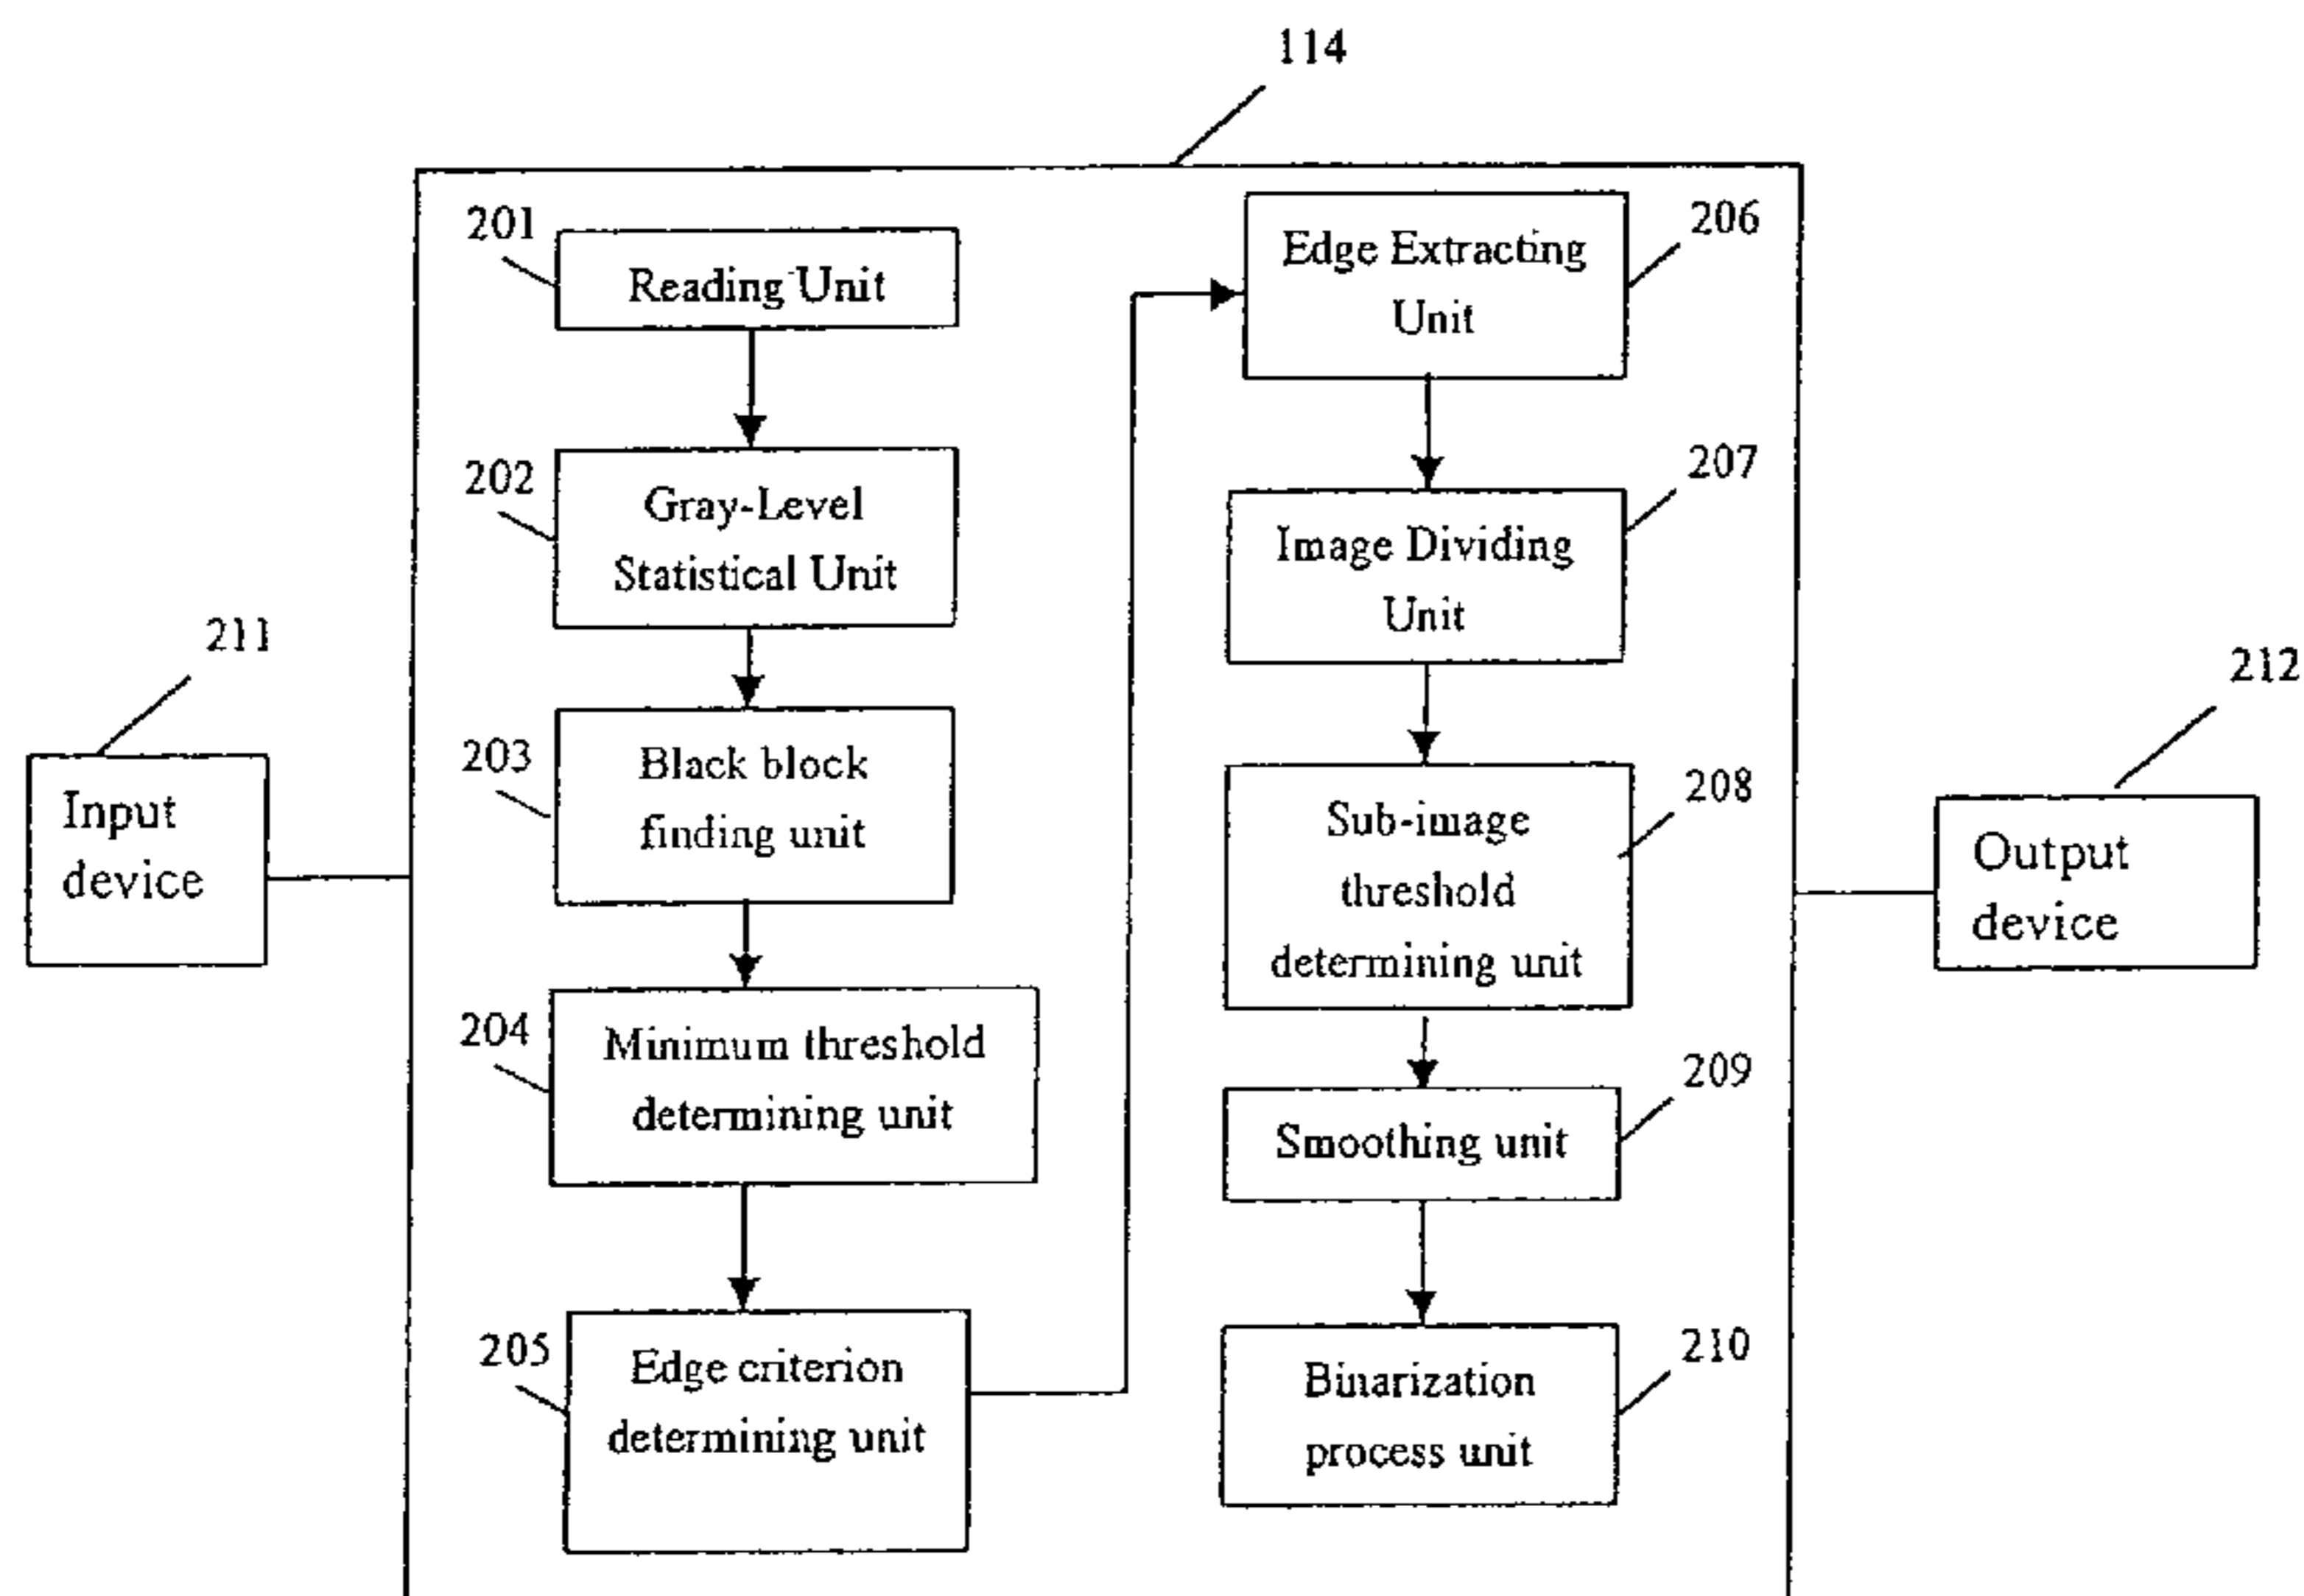 114
201
Reading Unit
202
Gray-Level
Statistical Unit
203
Black block
finding unit
204
Minimum threshold
determining unit
205
Edge criterion
determining unit
206
Edge Extracting
Unit
207
Image Dividing
Unit
208
Sub-image
threshold
determining unit
209
Smoothing unit
210
Binarization
process unit
211
Input
device
212
Output
device